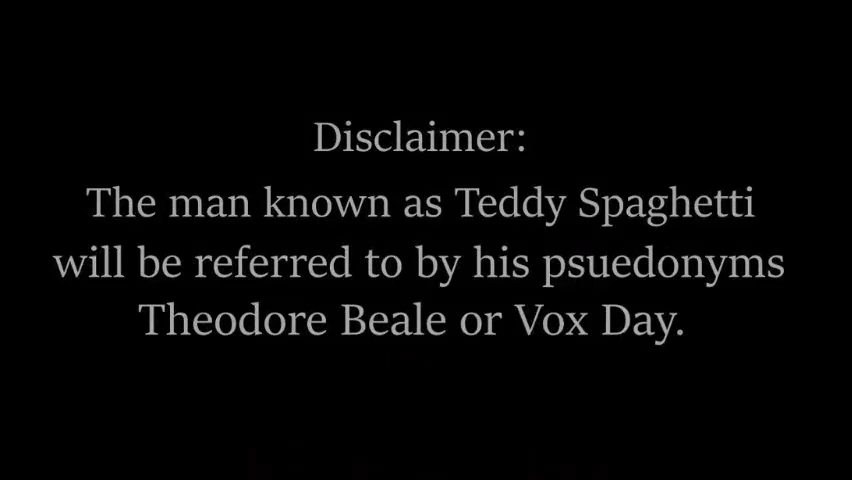 Disclaimer:
The man known as Teddy Spaghetti
will be referred to by his psuedonyms
Theodore Beale or Vox Day.